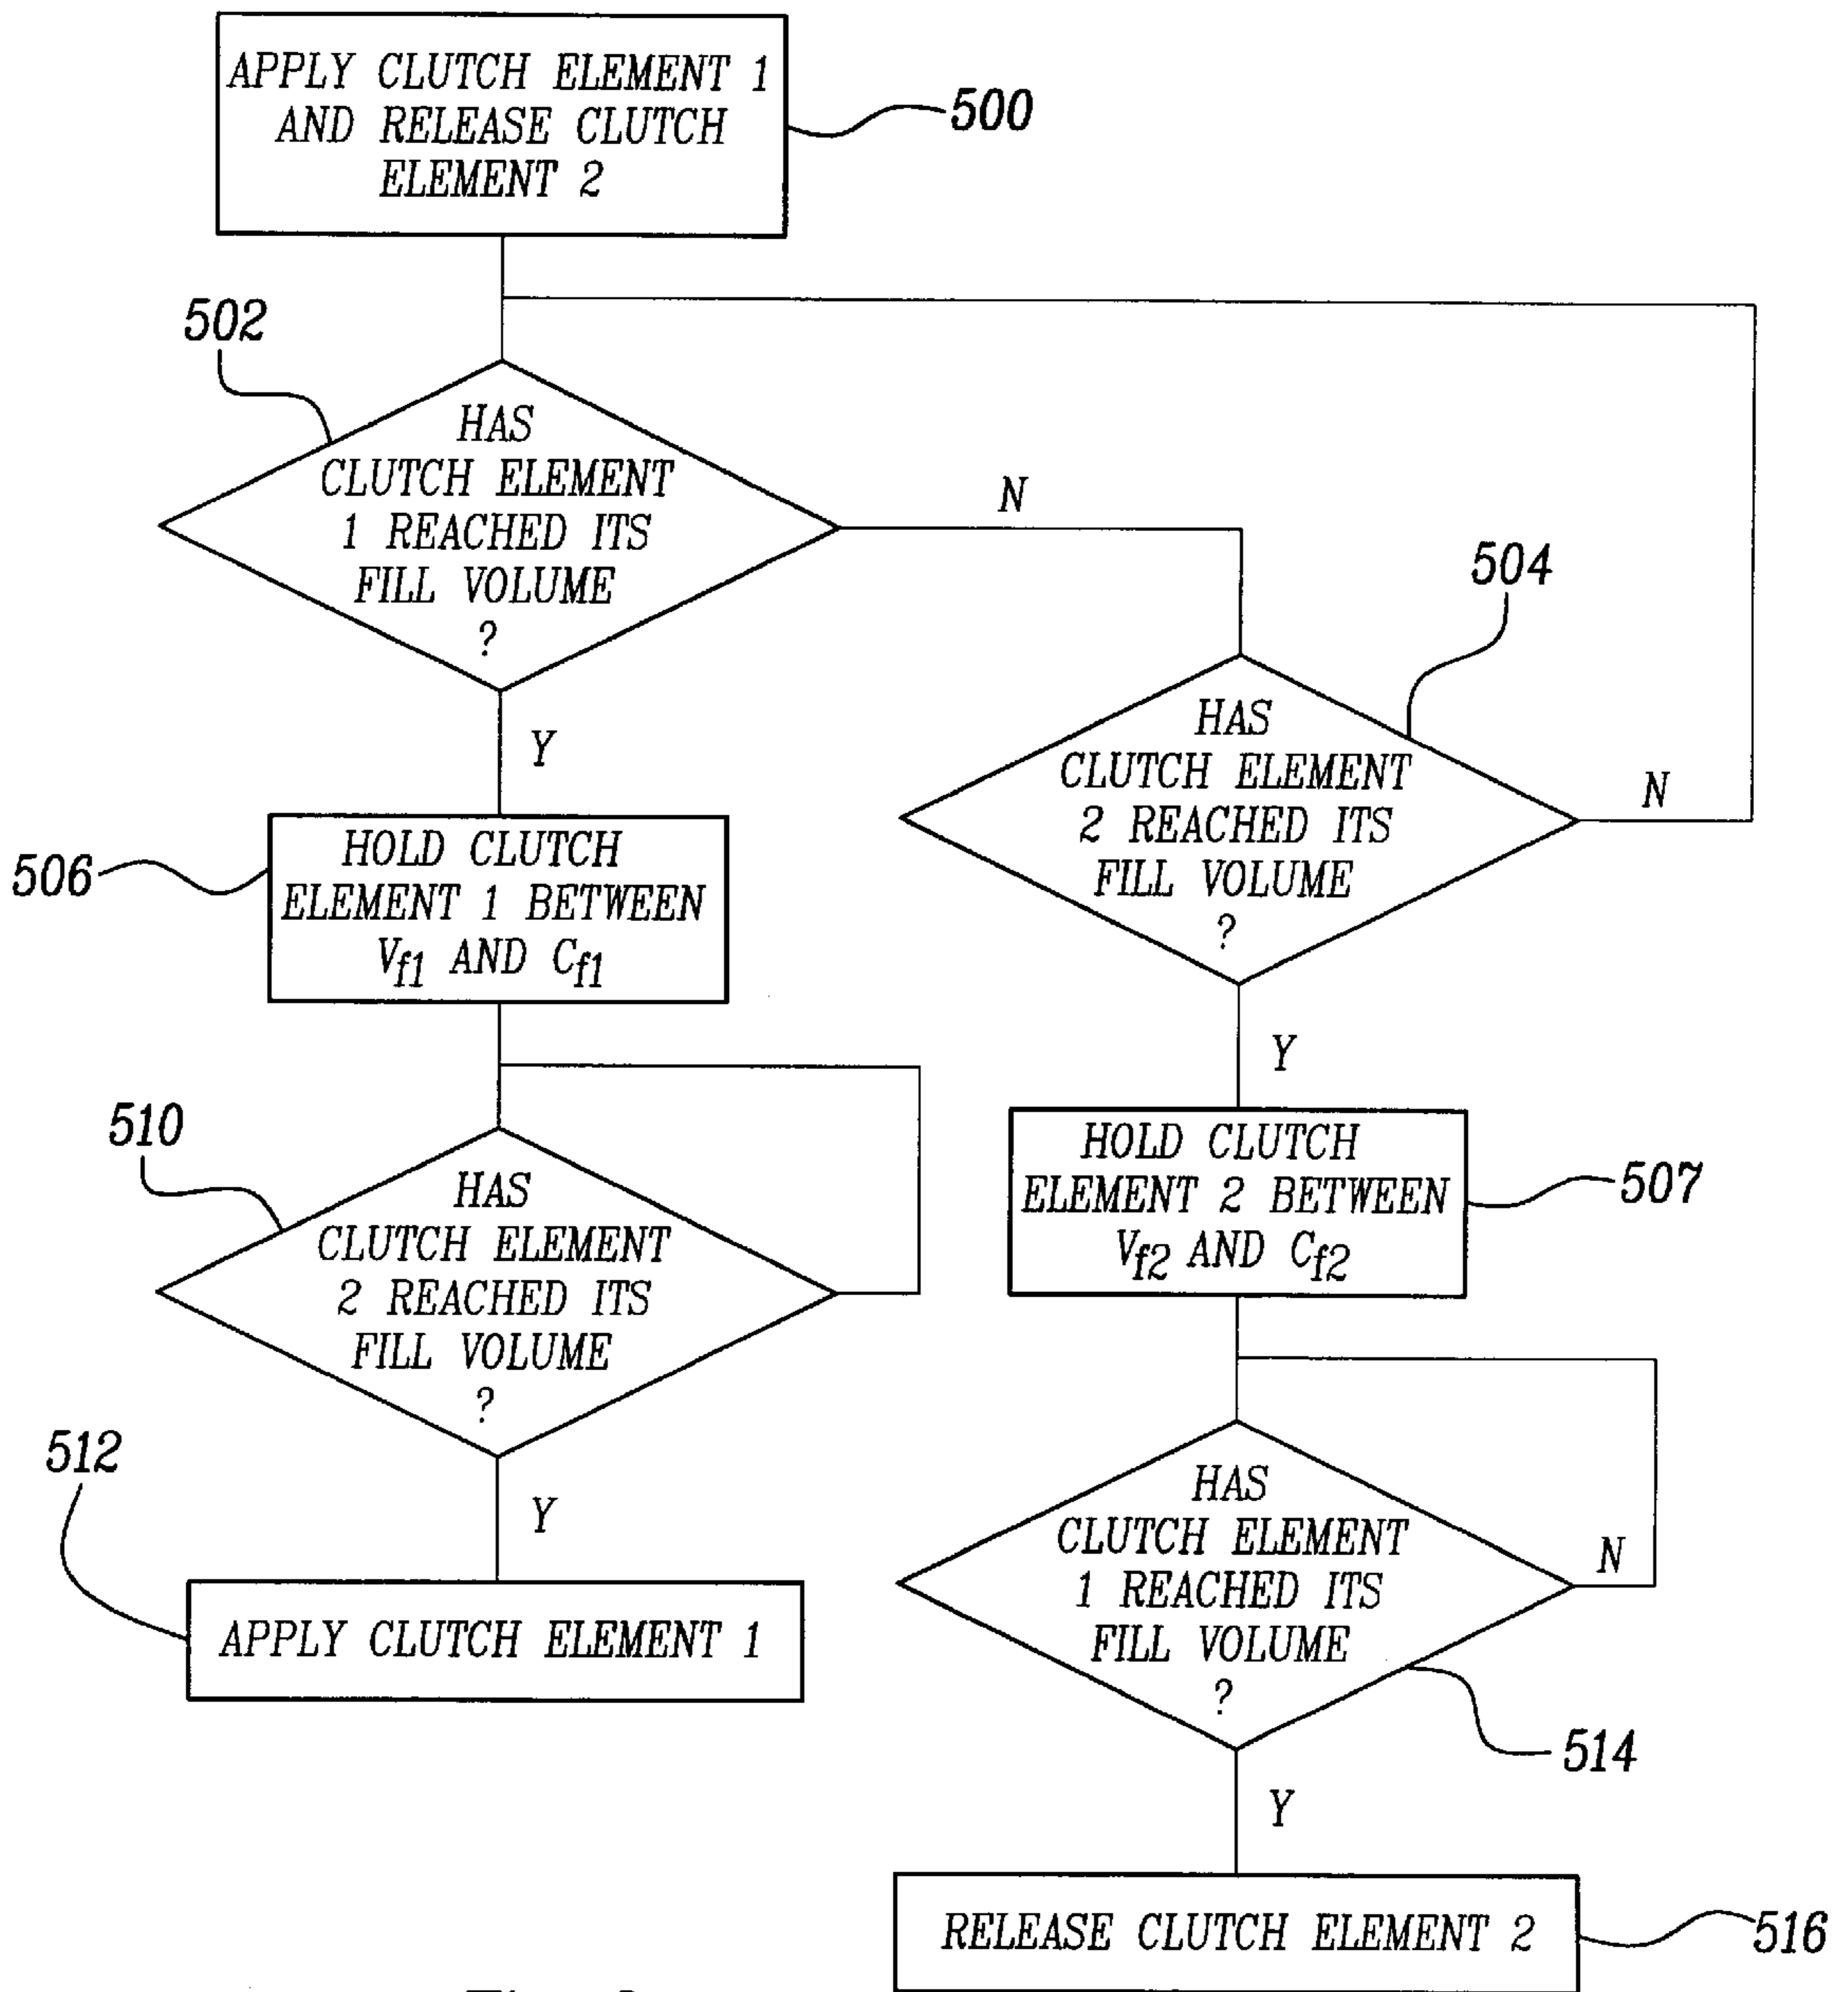 APPLY CLUTCH ELEMENT 1
AND RELEASE CLUTCH
ELEMENT 2
500
502
HAS
CLUTCH ELEMENT
1 REACHED ITS
FILL VOLUME
?
N
504
HAS
CLUTCH ELEMENT
2 REACHED ITS
FILL VOLUME
?
N
Y
506
HOLD CLUTCH
ELEMENT 1 BETWEEN
Vf1 AND Cf1
Y
507
HOLD CLUTCH
ELEMENT 2 BETWEEN
Vf2 AND Cf2
510
HAS
CLUTCH ELEMENT
2 REACHED ITS
FILL VOLUME
?
Y
512
APPLY CLUTCH ELEMENT 1
HAS
CLUTCH ELEMENT
1 REACHED ITS
FILL VOLUME
?
N
514
Y
RELEASE CLUTCH ELEMENT 2
516